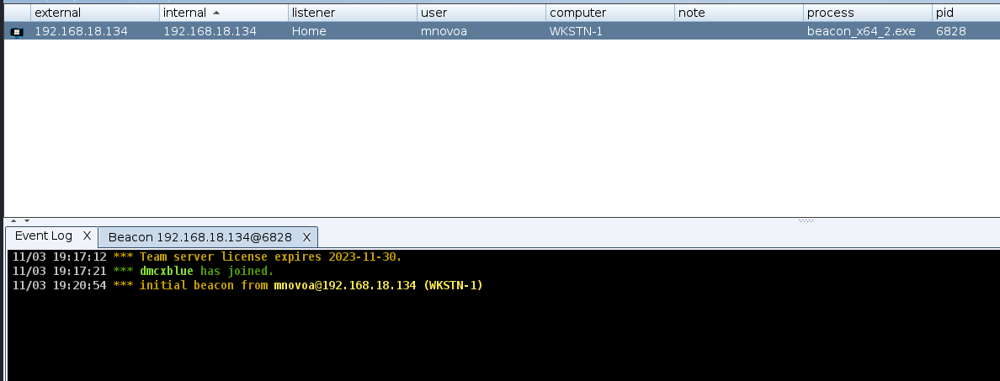 external internal listener user computer note process pid
192.168.18.134 192.168.18.134 Home mnovoa WKSTN-1 beacon_x64_2.exe 6828
Event Log X Beacon 192.168.18.134@6828 X
11/03 19:17:12 *** Team server license expires 2023-11-30.
11/03 19:17:21 *** dmcxblue has joined.
11/03 19:20:54 *** initial beacon from mnovoa@192.168.18.134 (WKSTN-1)